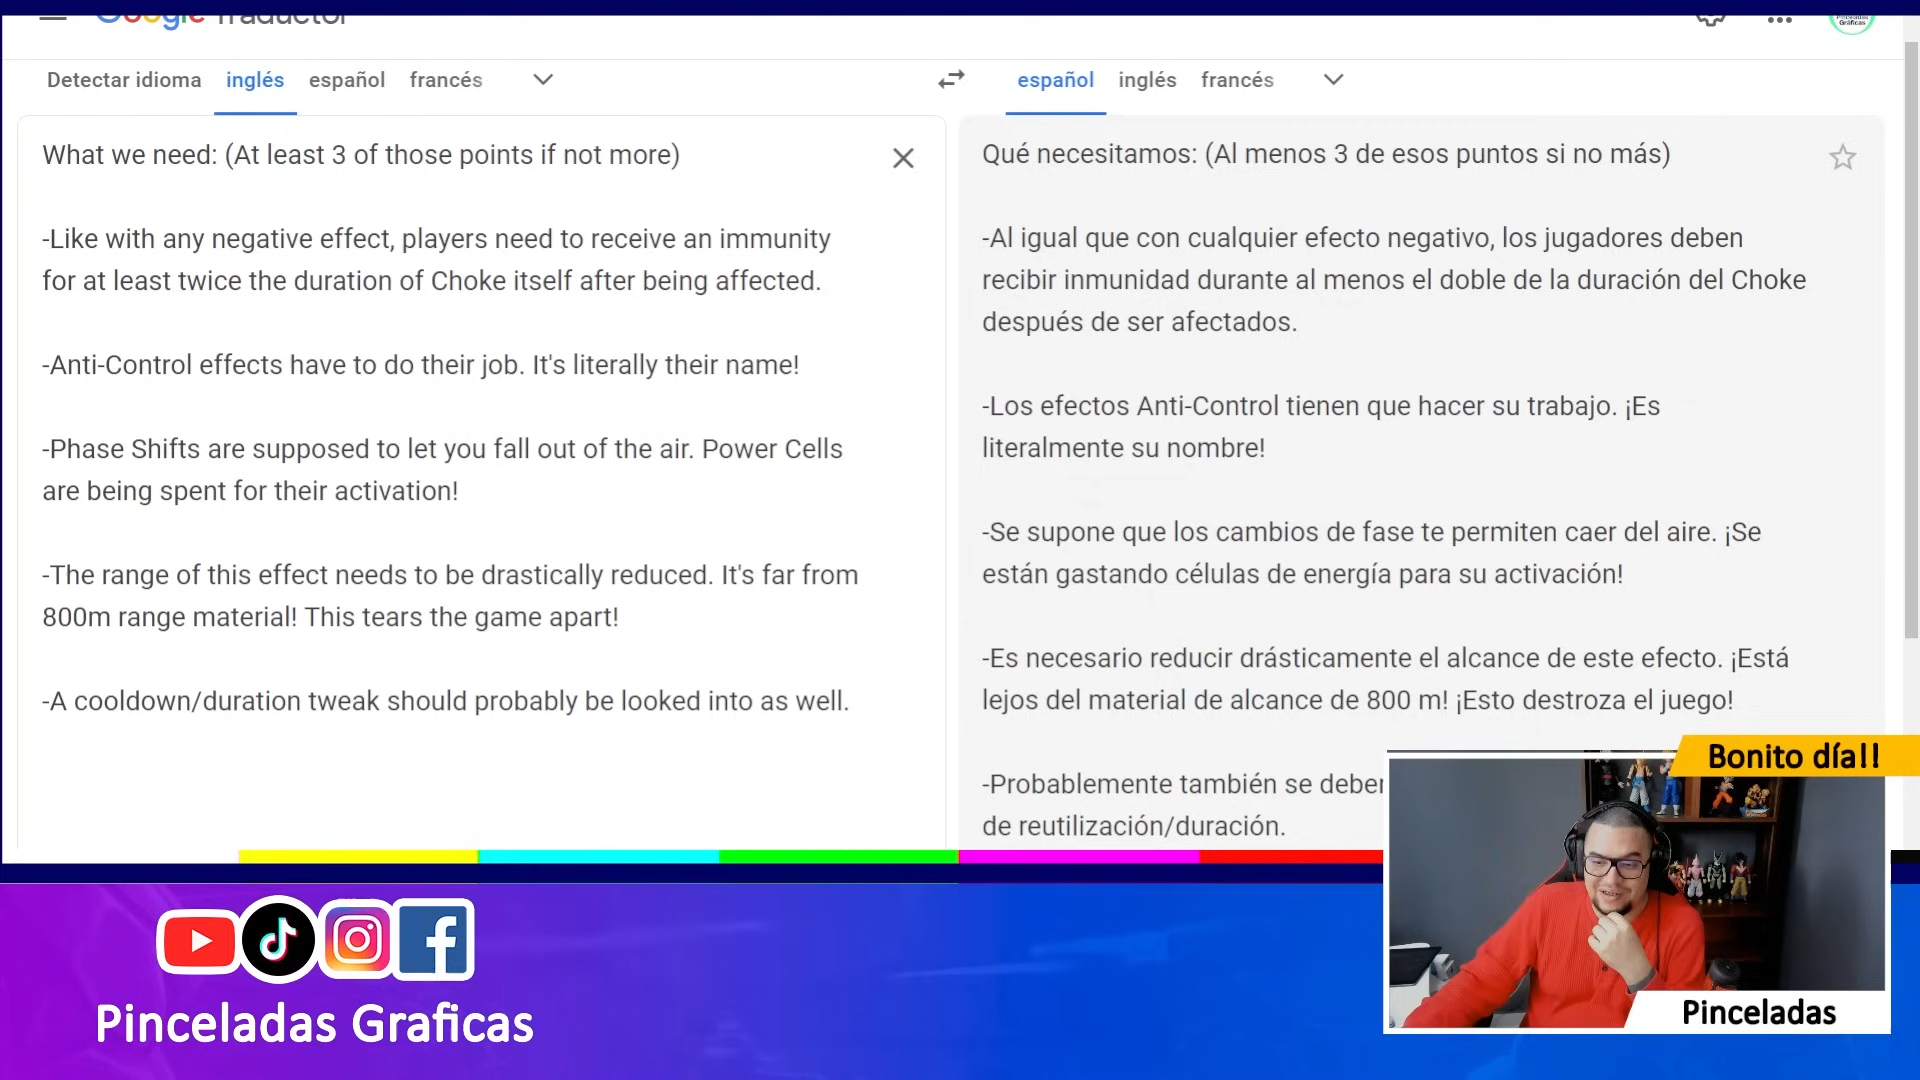 Google Traductor
Detectar idioma inglés español francés
español inglés francés
What we need: (At least 3 of those points if not more)
-Like with any negative effect, players need to receive an immunity
for at least twice the duration of Choke itself after being affected.
-Anti-Control effects have to do their job. It's literally their name!
-Phase Shifts are supposed to let you fall out of the air. Power Cells
are being spent for their activation!
-The range of this effect needs to be drastically reduced. It's far from
800m range material! This tears the game apart!
-A cooldown/duration tweak should probably be looked into as well.
Qué necesitamos: (Al menos 3 de esos puntos si no más)
-Al igual que con cualquier efecto negativo, los jugadores deben
recibir inmunidad durante al menos el doble de la duración del Choke
después de ser afectados.
-Los efectos Anti-Control tienen que hacer su trabajo. ¡Es
literalmente su nombre!
-Se supone que los cambios de fase te permiten caer del aire. ¡Se
están gastando células de energía para su activación!
-Es necesario reducir drásticamente el alcance de este efecto. ¡Está
lejos del material de alcance de 800 m! ¡Esto destroza el juego!
-Probablemente también se deber
de reutilización/duración.
Bonito día!!
Pinceladas
Pinceladas Graficas